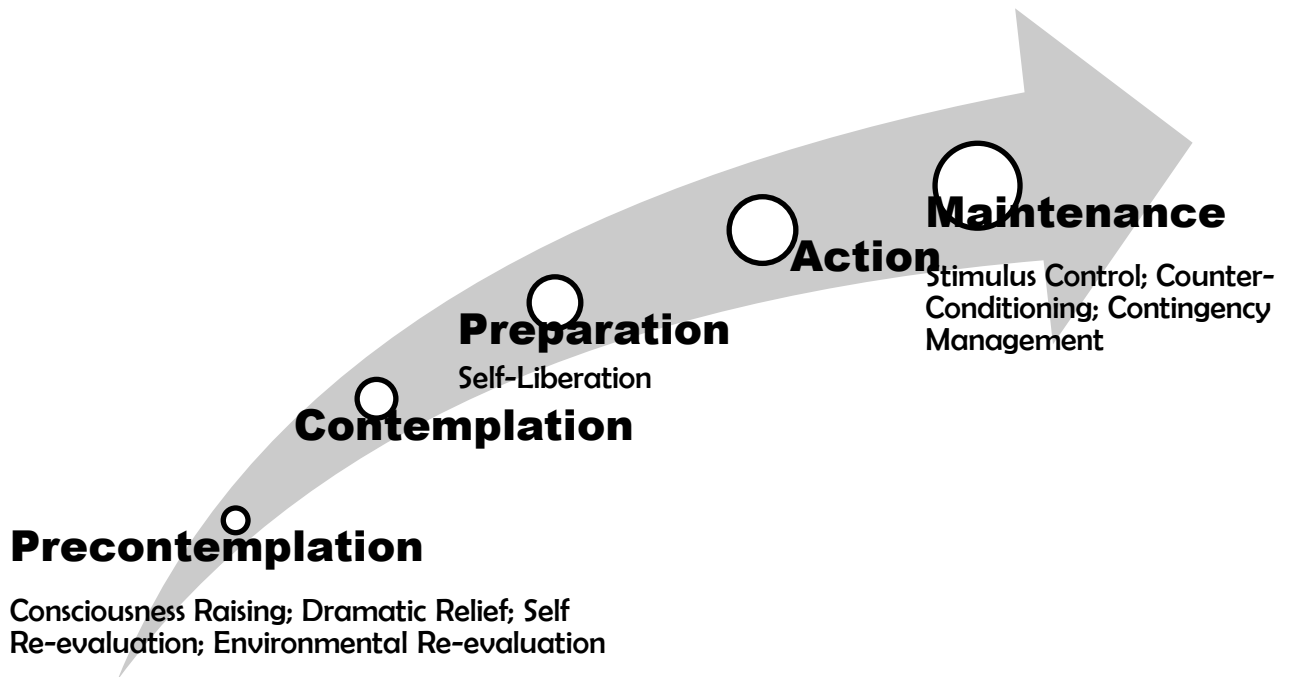 Precontemplation
Consciousness Raising; Dramatic Relief; Self
Re-evaluation; Environmental Re-evaluation
Contemplation
Preparation
Self-Liberation
Action
Maintenance
Stimulus Control; Counter-
Conditioning; Contingency
Management